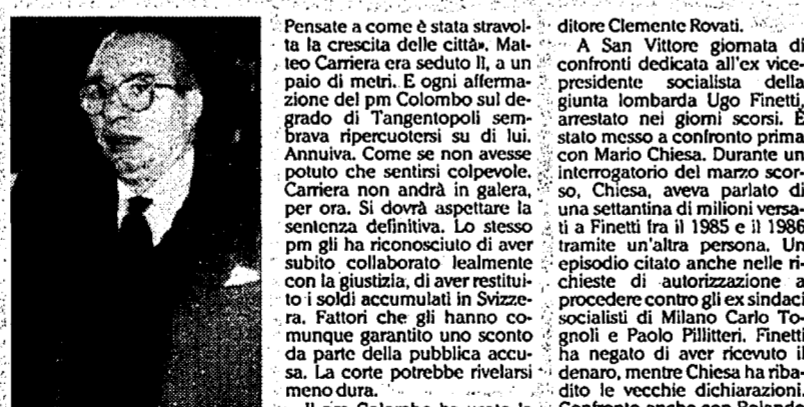 Pensate a come è stata stravol-
ta la crescita delle città». Mat-
teo Carriera era seduto lì, a un
paio di metri. E ogni afferma-
zione del pm Colombo sul de-
grado di Tangentopoli sem-
brava ripercuotersi su di lui.
Annuiva. Come se non avesse
potuto che sentirsi colpevole.
Carriera non andrà in galera,
per ora. Si dovrà aspettare la
sentenza definitiva. Lo stesso
pm gli ha riconosciuto di aver
subito collaborato lealmente
con la giustizia, di aver restitui-
to i soldi accumulati in Svizze-
ra. Fattori che gli hanno co-
munque garantito uno sconto
da parte della pubblica accu-
sa. La corte potrebbe rivelarsi
meno dura.
ditore Clemente Rovati.
A San Vittore giornata di
confronti dedicata all'ex vice-
presidente socialista della
giunta lombarda Ugo Finetti,
arrestato nei giorni scorsi. È
stato messo a confronto prima
con Mario Chiesa. Durante un
interrogatorio del marzo scor-
so, Chiesa, aveva parlato di
una settantina di milioni versa-
ti a Finetti fra il 1985 e il 1986
tramite un'altra persona. Un
episodio citato anche nelle ri-
chieste di autorizzazione a
procedere contro gli ex sindaci
socialisti di Milano Carlo To-
gnoli e Paolo Pillitteri. Finetti
ha negato di aver ricevuto il
denaro, mentre Chiesa ha riba-
dito le vecchie dichiarazioni.